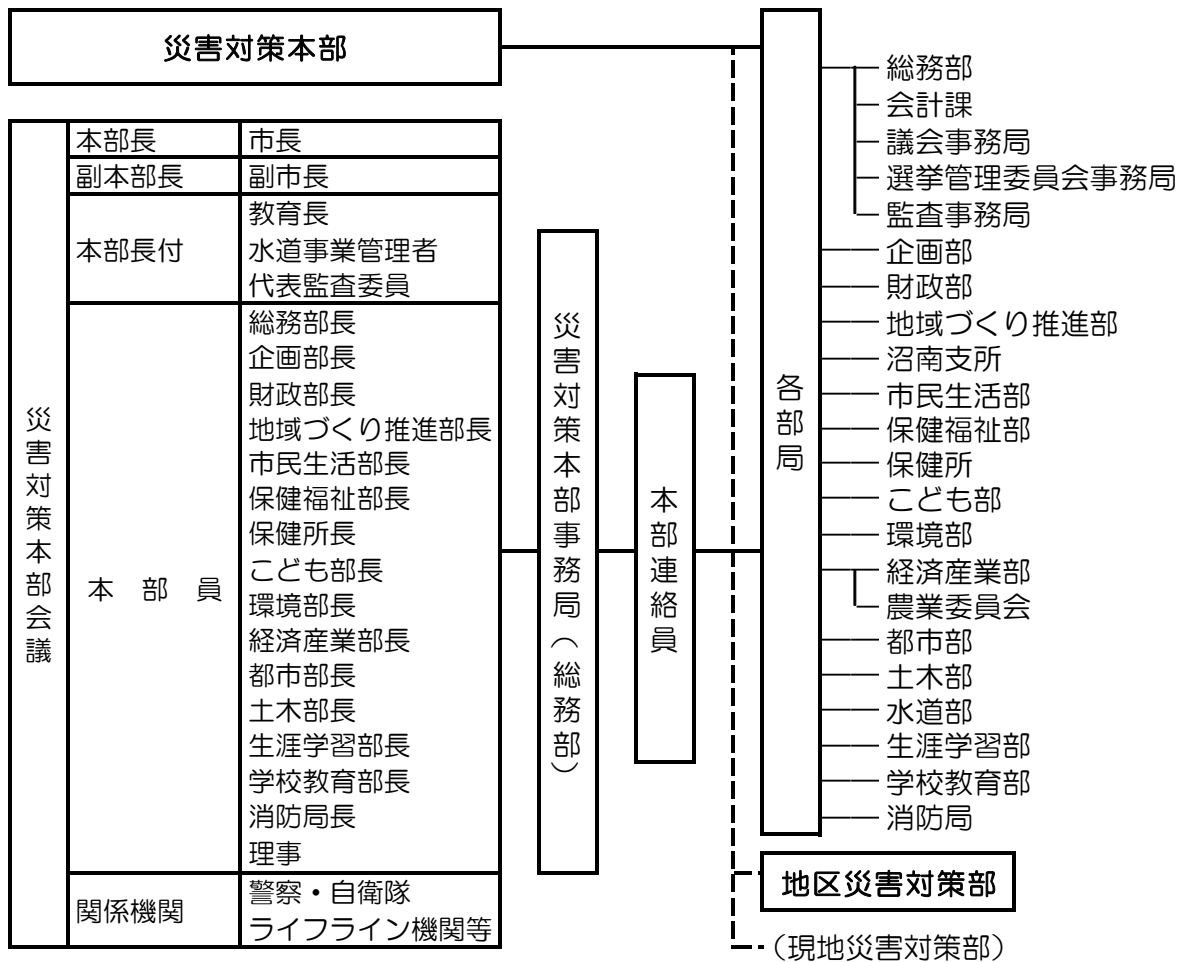 災害対策本部
災害対策本部会議
本部長
市長
副本部長
副市長
本部長付
教育長
水道事業管理者
代表監査委員
本部員
総務部長
企画部長
財政部長
地域づくり推進部長
市民生活部長
保健福祉部長
保健所長
こども部長
環境部長
経済産業部長
都市部長
土木部長
生涯学習部長
学校教育部長
消防局長
理事
関係機関
警察・自衛隊
ライフライン機関等
災害対策本部事務局（総務部）
本部連絡員
各部局
総務部
会計課
議会事務局
選挙管理委員会事務局
監査事務局
企画部
財政部
地域づくり推進部
沼南支所
市民生活部
保健福祉部
保健所
こども部
環境部
経済産業部
農業委員会
都市部
土木部
水道部
生涯学習部
学校教育部
消防局
地区災害対策部
（現地災害対策部）